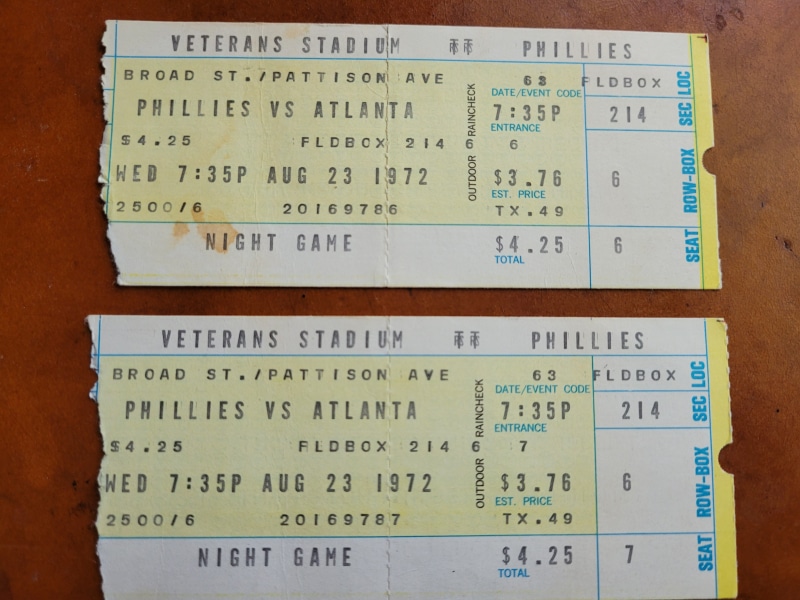 VETERANS STADIUM TT PHILLIES
BROAD ST./PATTISON AVE 63 FLDBOX
DATE/EVENT CODE
PHILLIES VS ATLANTA 7:35P 214
ENTRANCE
$4.25 FLDBOX 214 6 6
WED 7:35P AUG 23 1972 $3.76 6
EST. PRICE
2500/6 20169786 TX.49
NIGHT GAME $4.25 6
TOTAL
OUTDOOR RAINCHECK
SEAT ROW-BOX SEC LOC
VETERANS STADIUM TT PHILLIES
BROAD ST./PATTISON AVE 63 FLDBOX
DATE/EVENT CODE
PHILLIES VS ATLANTA 7:35P 214
ENTRANCE
$4.25 FLDBOX 214 6 7
WED 7:35P AUG 23 1972 $3.76 6
EST. PRICE
2500/6 20169787 TX.49
NIGHT GAME $4.25 7
TOTAL
OUTDOOR RAINCHECK
SEAT ROW-BOX SEC LOC